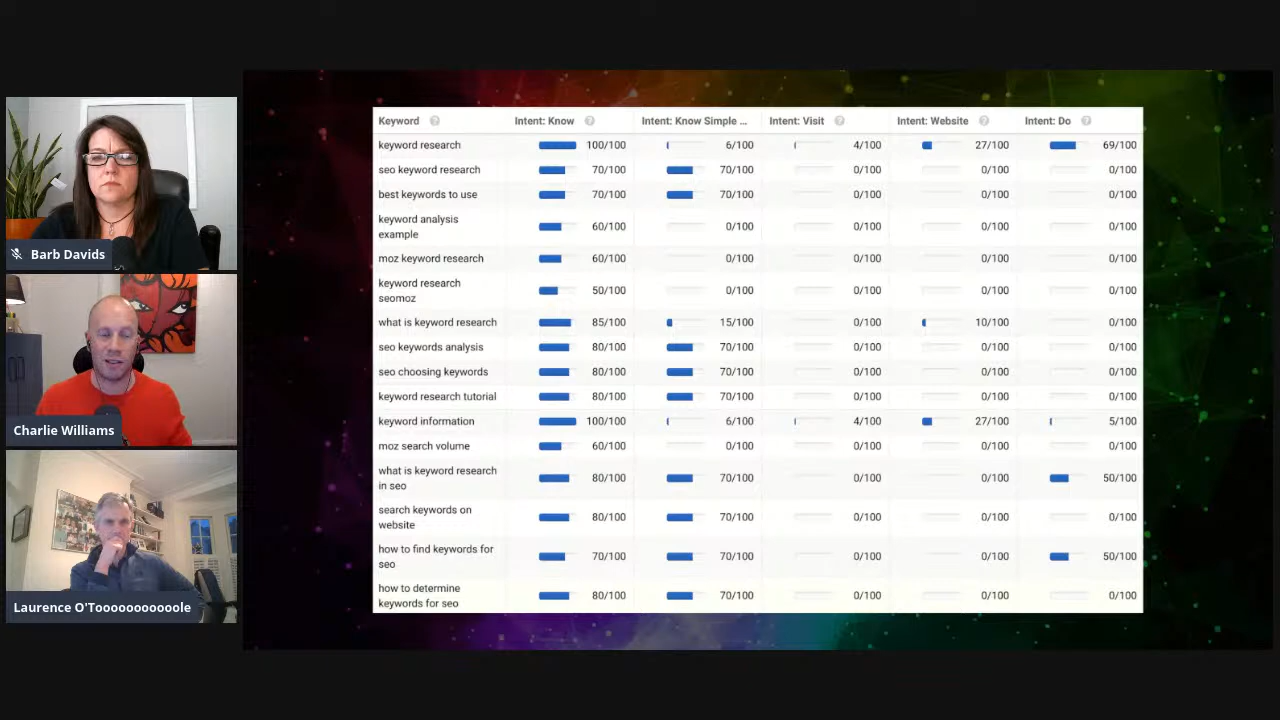 Barb Davids
Charlie Williams
Laurence O'Tooooooooooole
Keyword Intent: Know Intent: Know Simple ... Intent: Visit Intent: Website Intent: Do
keyword research 100/100 6/100 4/100 27/100 69/100
seo keyword research 70/100 70/100 0/100 0/100 0/100
best keywords to use 70/100 70/100 0/100 0/100 0/100
keyword analysis
example 60/100 0/100 0/100 0/100 0/100
moz keyword research 60/100 0/100 0/100 0/100 0/100
keyword research
seomoz 50/100 0/100 0/100 0/100 0/100
what is keyword research 85/100 15/100 0/100 10/100 0/100
seo keywords analysis 80/100 70/100 0/100 0/100 0/100
seo choosing keywords 80/100 70/100 0/100 0/100 0/100
keyword research tutorial 80/100 70/100 0/100 0/100 0/100
keyword information 100/100 6/100 4/100 27/100 5/100
moz search volume 60/100 0/100 0/100 0/100 0/100
what is keyword research
in seo 80/100 70/100 0/100 0/100 50/100
search keywords on
website 80/100 70/100 0/100 0/100 0/100
how to find keywords for
seo 70/100 70/100 0/100 0/100 50/100
how to determine
keywords for seo 80/100 70/100 0/100 0/100 0/100